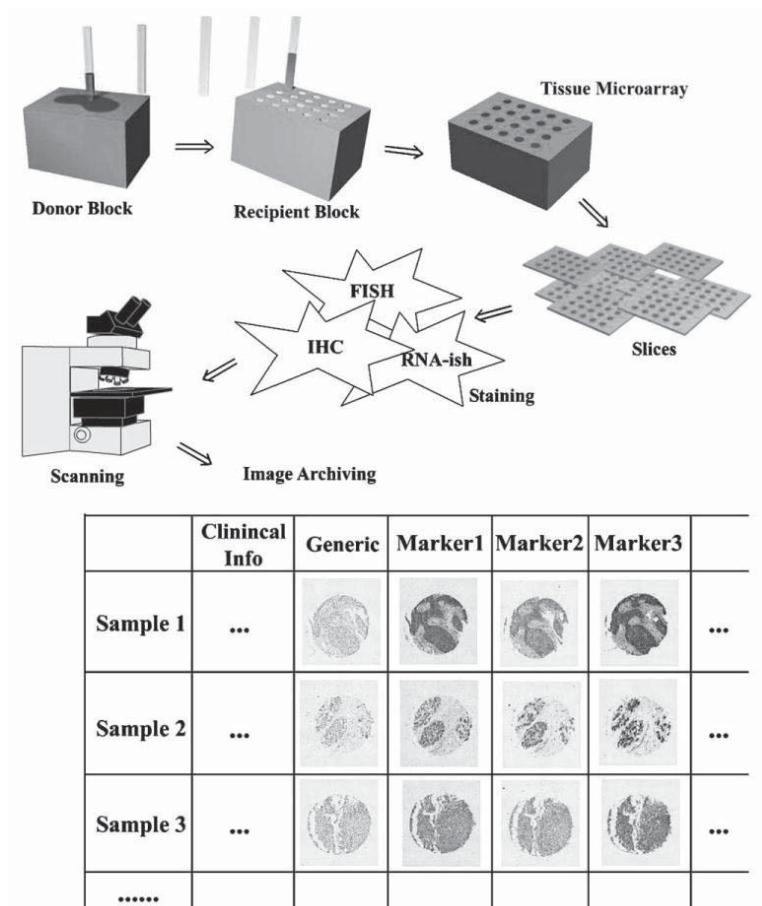 Tissue Microarray
Donor Block
Recipient Block
FISH
IHC
RNA-ish
Slices
Staining
Scanning
Image Archiving
Clinincal
Info
Generic
Marker1
Marker2
Marker3
Sample 1
...
...
Sample 2
...
...
Sample 3
...
...
......